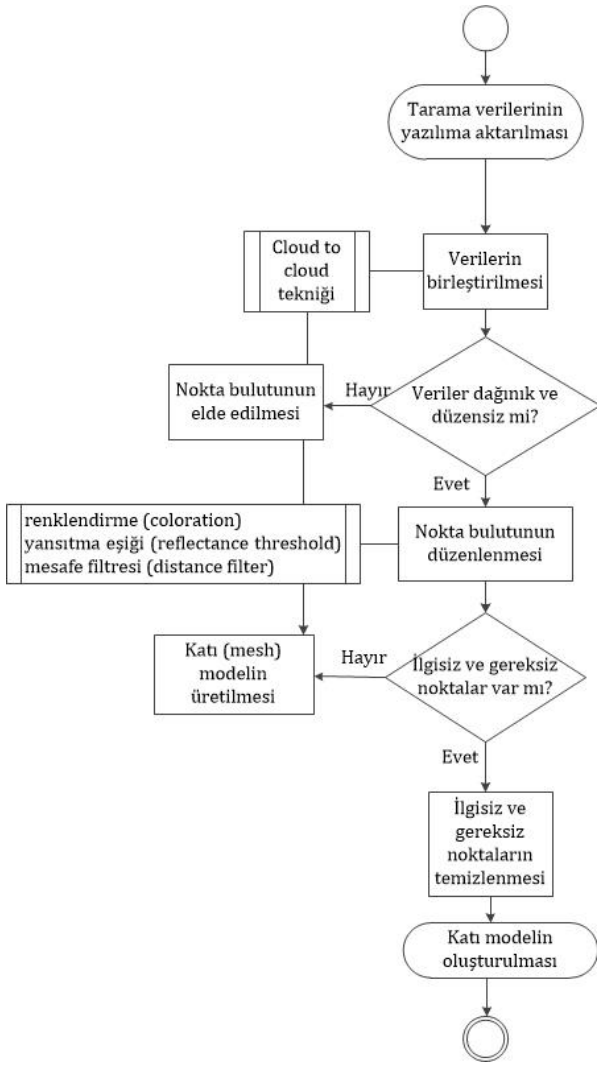 Tarama verilerinin
yazılıma aktarılması
Cloud to
cloud
tekniği
Verilerin
birleştirilmesi
Nokta bulutunun
elde edilmesi
Hayır
Veriler dağınık ve
düzensiz mi?
Evet
renklendirme (coloration)
yansıtma eşiği (reflectance threshold)
mesafe filtresi (distance filter)
Nokta bulutunun
düzenlenmesi
Katı (mesh)
modelin
üretilmesi
Hayır
İlgisiz ve gereksiz
noktalar var mı?
Evet
İlgisiz ve
gereksiz
noktaların
temizlenmesi
Katı modelin
oluşturulması